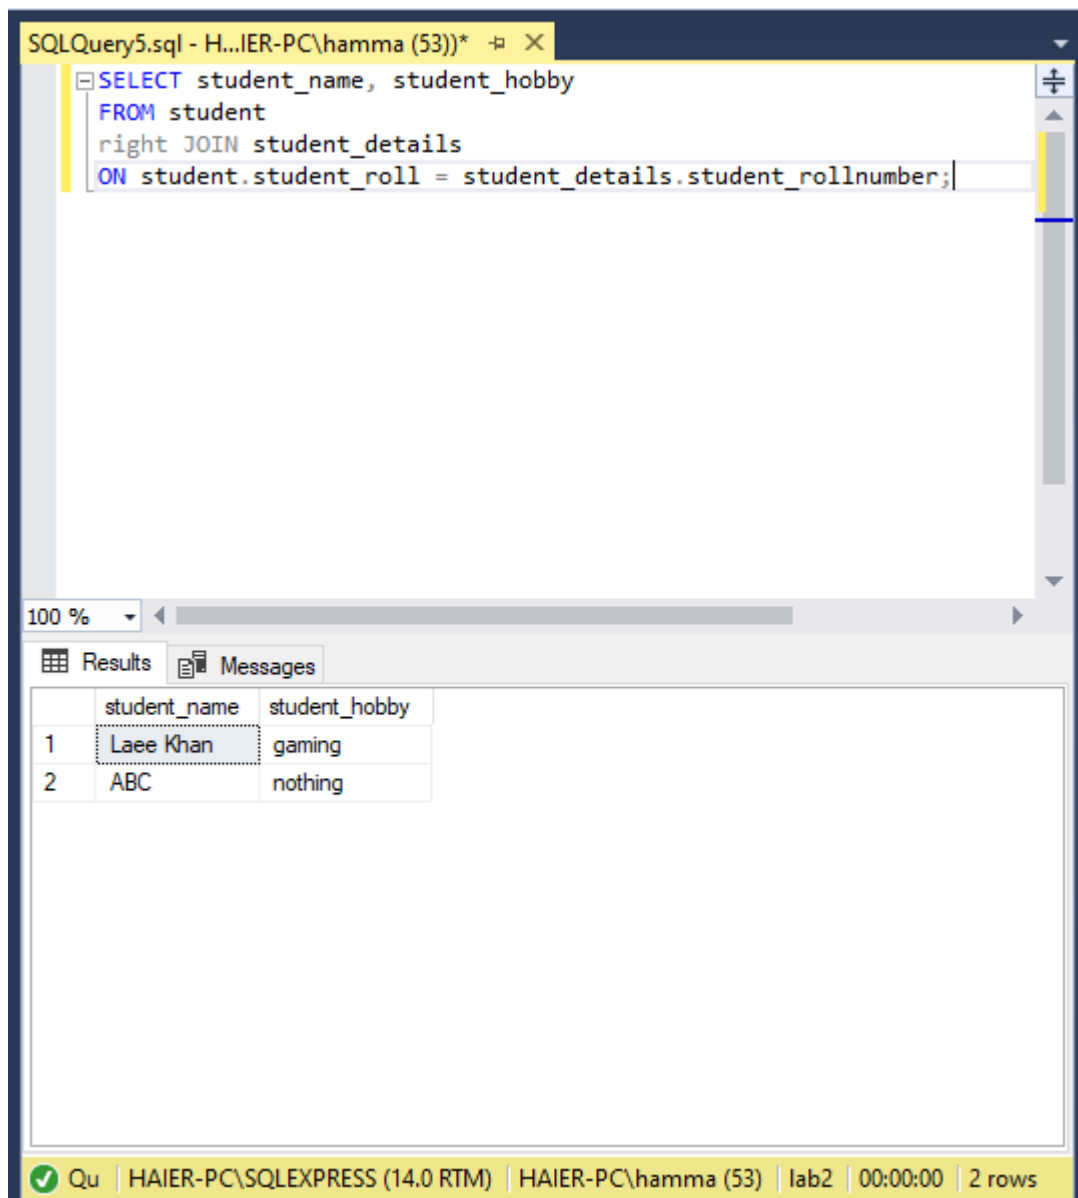 SQLQuery5.sql - H...IER-PC\hamma (53))*
SELECT student_name, student_hobby
FROM student
right JOIN student_details
ON student.student_roll = student_details.student_rollnumber;
100 %
Results Messages
student_name student_hobby
1 Laee Khan gaming
2 ABC nothing
Qu HAIER-PC\SQLEXPRESS (14.0 RTM) HAIER-PC\hamma (53) lab2 00:00:00 2 rows